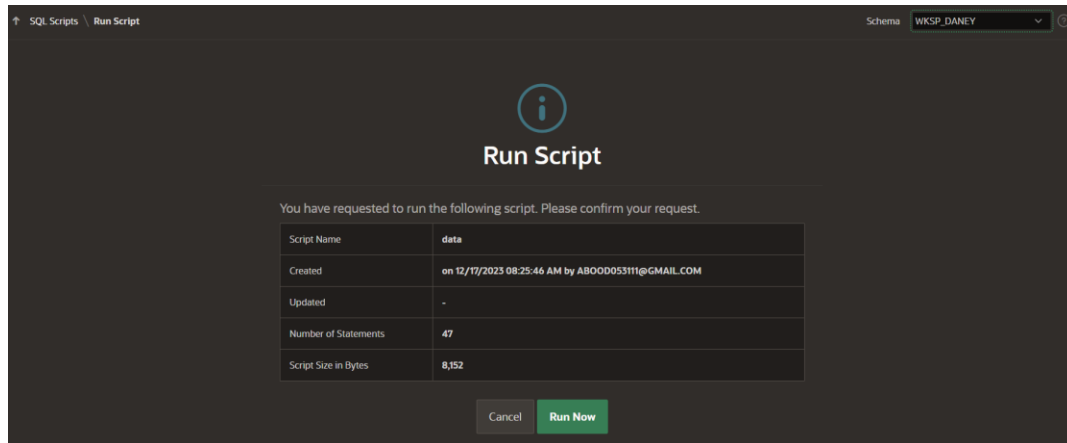 ↑ SQL Scripts \ Run Script Schema WKSP_DANEY
Run Script
You have requested to run the following script. Please confirm your request.
Script Name data
Created on 12/17/2023 08:25:46 AM by ABOOD053111@GMAIL.COM
Updated -
Number of Statements 47
Script Size in Bytes 8,152
Cancel Run Now